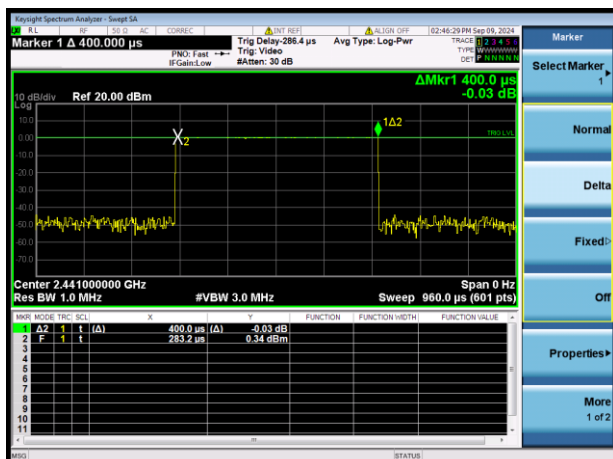 Keysight Spectrum Analyzer - Swept SA
RL RF 50 Ω AC CORREC INT REF ALIGN OFF 02:46:29 PM Sep 09, 2024
Marker 1 Δ 400.000 µs
Trig Delay-286.4 µs Avg Type: Log-Pwr
TRACE 1 2 3 4 5 6
PNO: Fast Trig: Video
TYPE
IFGain:Low #Atten: 30 dB
DET P N N N N N
ΔMkr1 400.0 µs
-0.03 dB
10 dB/div Ref 20.00 dBm
Log
10.0
0.00
-10.0
-20.0
-30.0
-40.0
-50.0
-60.0
-70.0
X2
1Δ2
TRIG LVL
Center 2.441000000 GHz Span 0 Hz
Res BW 1.0 MHz #VBW 3.0 MHz Sweep 960.0 µs (601 pts)
MKR MODE TRC SCL X Y FUNCTION FUNCTION WIDTH FUNCTION VALUE
1 Δ2 1 t (Δ) 400.0 µs (Δ) -0.03 dB
2 F 1 t 283.2 µs 0.34 dBm
3
4
5
6
7
8
9
10
11
MSG STATUS
Marker
Select Marker
1
Normal
Delta
Fixed
Off
Properties
More
1 of 2